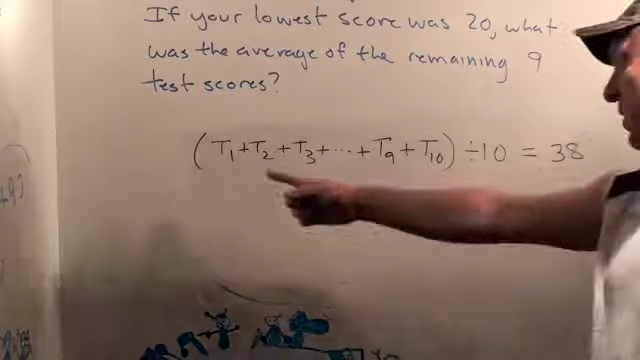 If your lowest score was 20, what
was the average of the remaining 9
test scores?
(T₁+T₂+T₃+...+T₉+T₁₀) ÷10 = 38